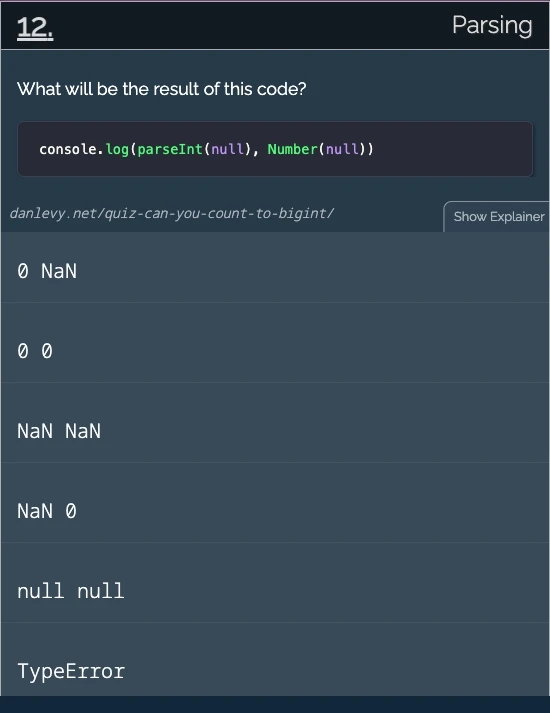 12.
Parsing
What will be the result of this code?
console.log(parseInt(null), Number(null))
danlevy.net/quiz-can-you-count-to-bigint/
Show Explainer
0 NaN
0 0
NaN NaN
NaN 0
null null
TypeError